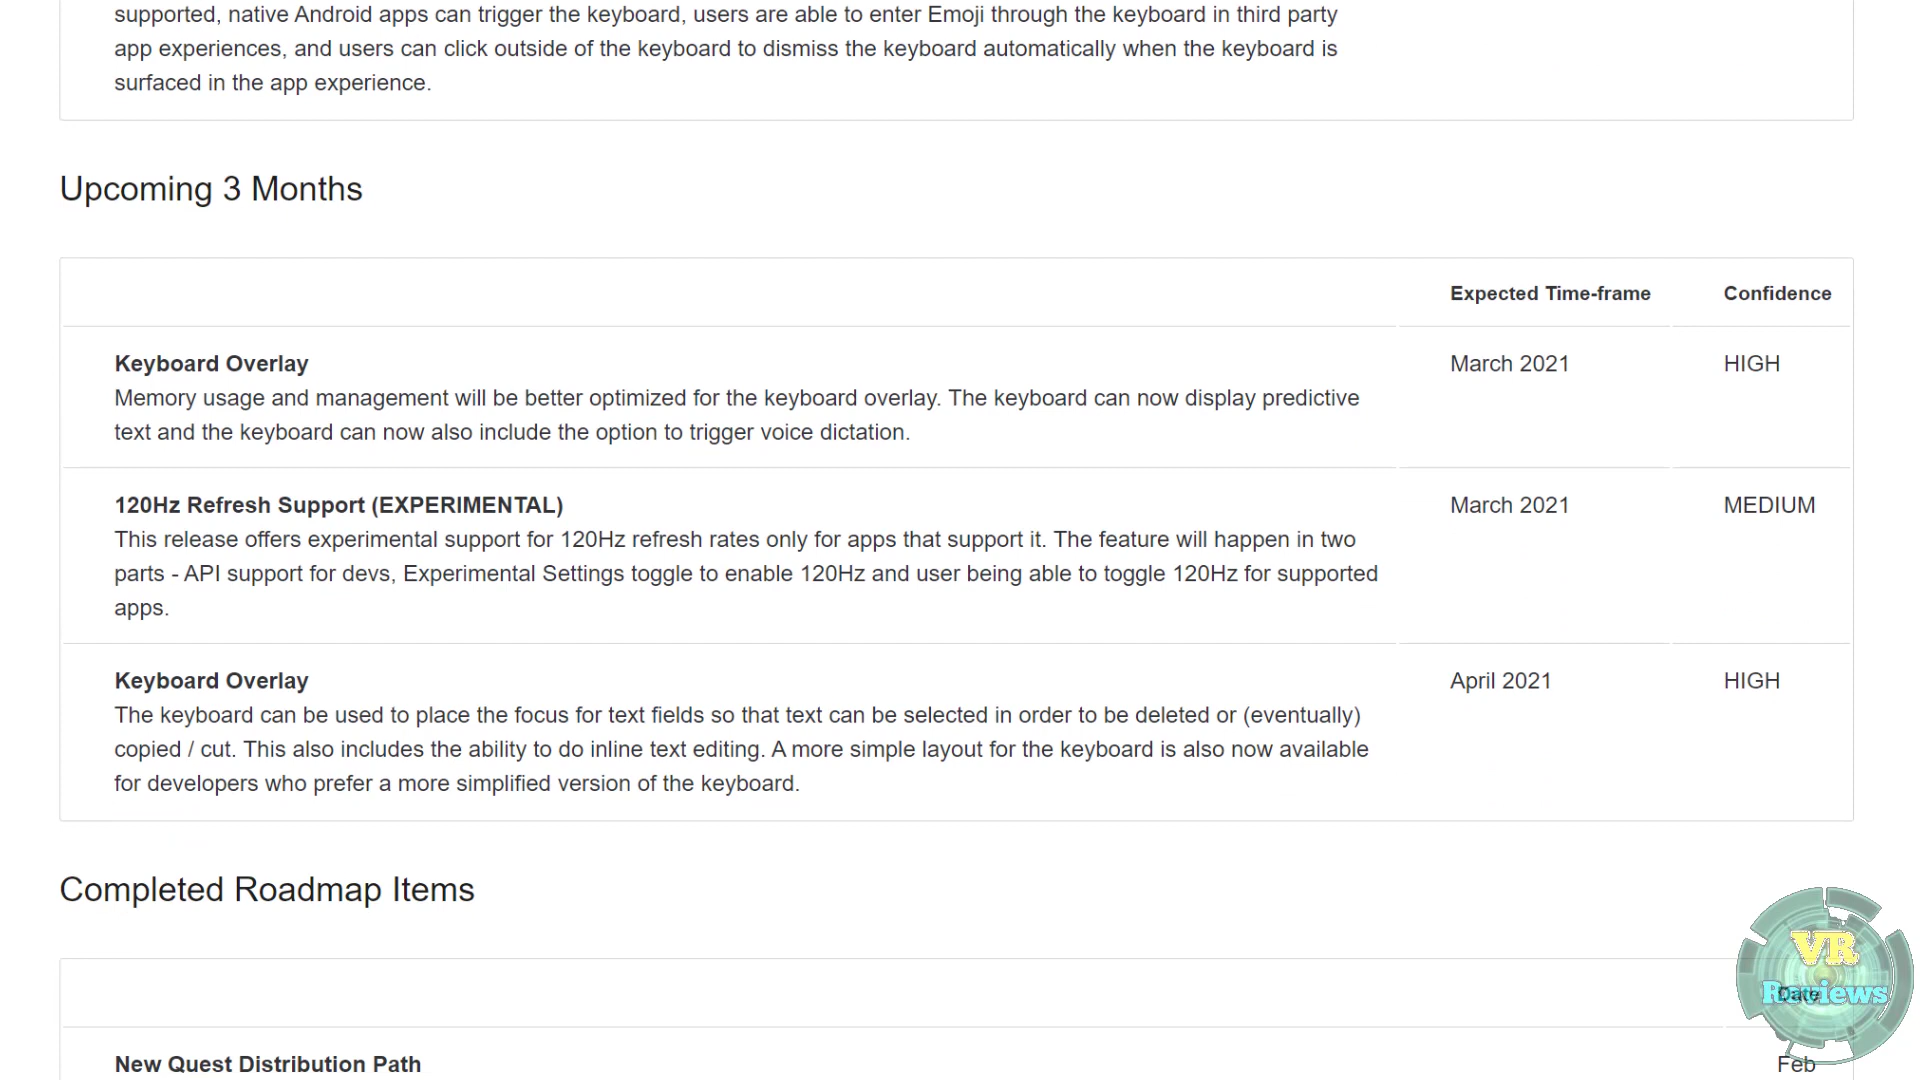 supported, native Android apps can trigger the keyboard, users are able to enter Emoji through the keyboard in third party
app experiences, and users can click outside of the keyboard to dismiss the keyboard automatically when the keyboard is
surfaced in the app experience.
Upcoming 3 Months
Expected Time-frame Confidence
Keyboard Overlay March 2021 HIGH
Memory usage and management will be better optimized for the keyboard overlay. The keyboard can now display predictive
text and the keyboard can now also include the option to trigger voice dictation.
120Hz Refresh Support (EXPERIMENTAL) March 2021 MEDIUM
This release offers experimental support for 120Hz refresh rates only for apps that support it. The feature will happen in two
parts - API support for devs, Experimental Settings toggle to enable 120Hz and user being able to toggle 120Hz for supported
apps.
Keyboard Overlay April 2021 HIGH
The keyboard can be used to place the focus for text fields so that text can be selected in order to be deleted or (eventually)
copied / cut. This also includes the ability to do inline text editing. A more simple layout for the keyboard is also now available
for developers who prefer a more simplified version of the keyboard.
Completed Roadmap Items
VR
Reviews
Date
New Quest Distribution Path Feb